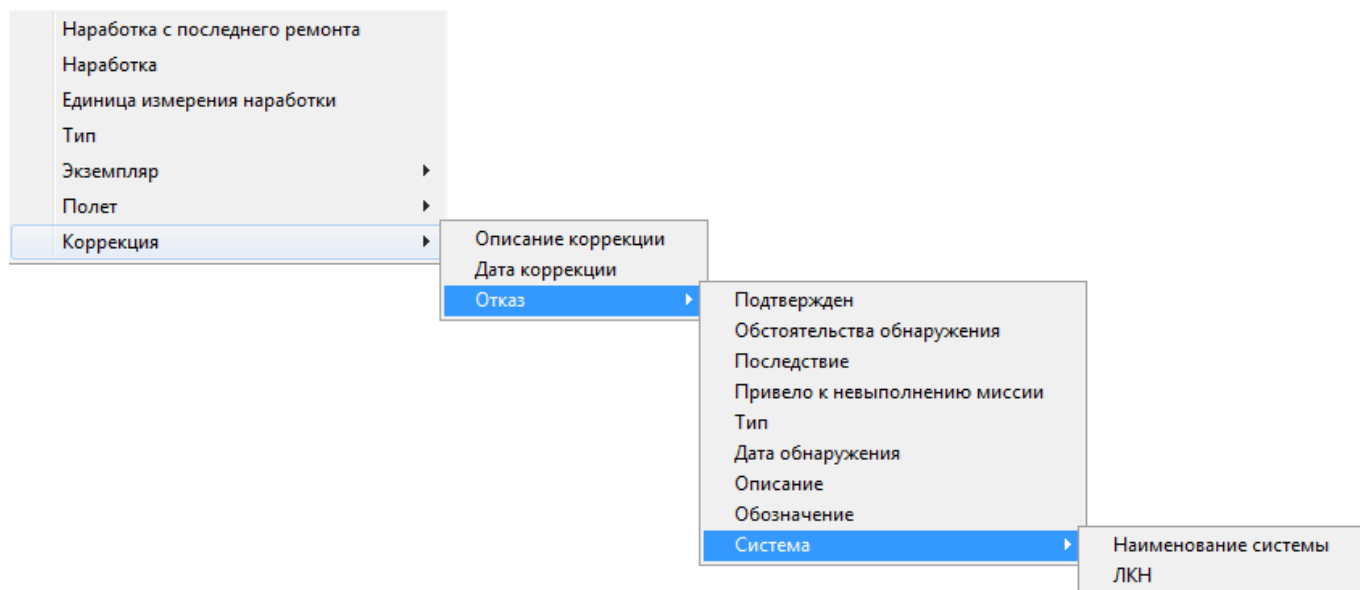 Наработка с последнего ремонта
Наработка
Единица измерения наработки
Тип
Экземпляр
Полет
Коррекция
Описание коррекции
Дата коррекции
Отказ
Подтвержден
Обстоятельства обнаружения
Последствие
Привело к невыполнению миссии
Тип
Дата обнаружения
Описание
Обозначение
Система
Наименование системы
ЛКН